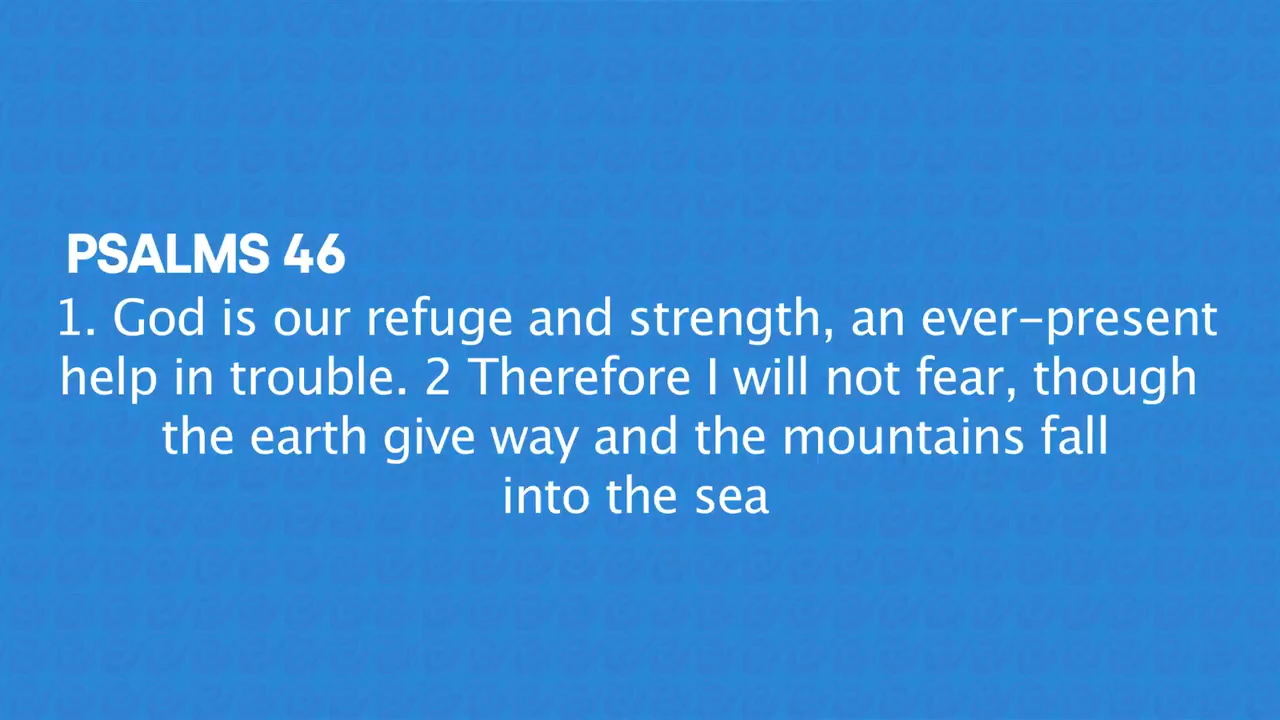 PSALMS 46
1. God is our refuge and strength, an ever-present
help in trouble. 2 Therefore I will not fear, though
the earth give way and the mountains fall
into the sea